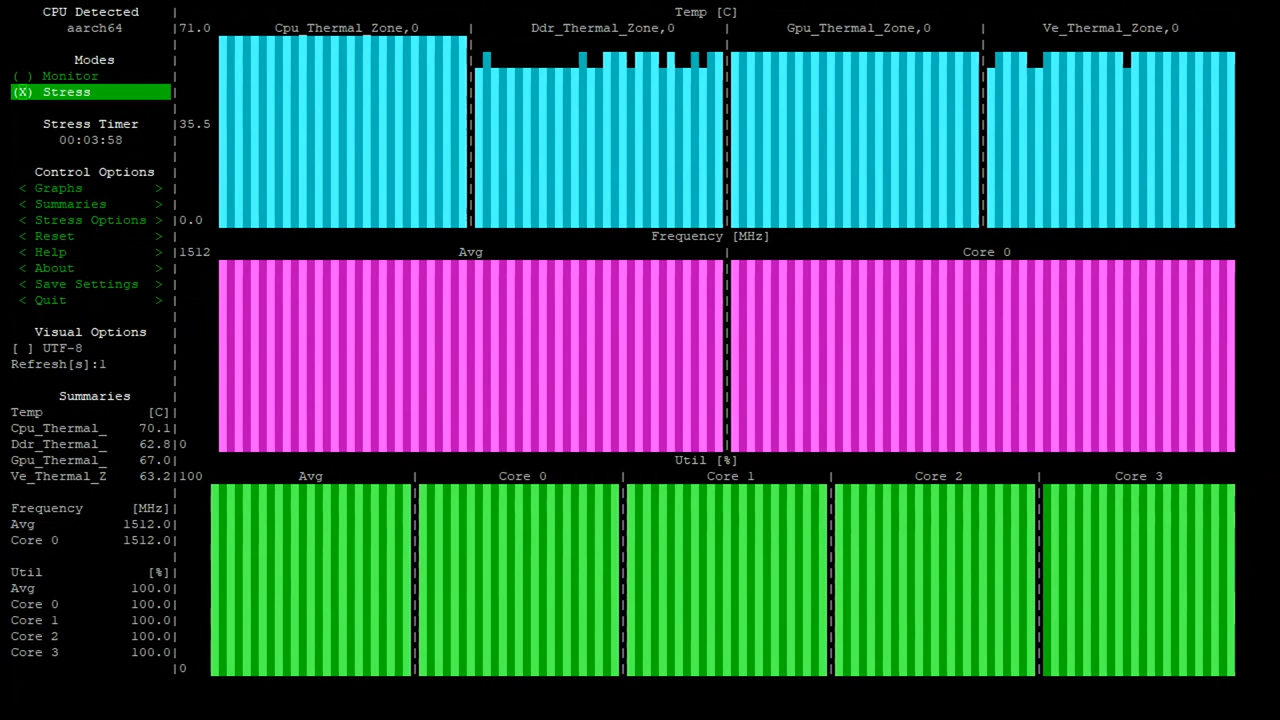 CPU Detected
aarch64
Modes
( ) Monitor
(X) Stress
Stress Timer
00:03:58
Control Options
< Graphs >
< Summaries >
< Stress Options >
< Reset >
< Help >
< About >
< Save Settings >
< Quit >
Visual Options
[ ] UTF-8
Refresh[s]:1
Summaries
Temp [C]
Cpu_Thermal_ 70.1
Ddr_Thermal_ 62.8
Gpu_Thermal_ 67.0
Ve_Thermal_Z 63.2
Frequency [MHz]
Avg 1512.0
Core 0 1512.0
Util [%]
Avg 100.0
Core 0 100.0
Core 1 100.0
Core 2 100.0
Core 3 100.0
Temp [C]
71.0 Cpu_Thermal_Zone,0 Ddr_Thermal_Zone,0 Gpu_Thermal_Zone,0 Ve_Thermal_Zone,0
35.5
0.0
Frequency [MHz]
1512 Avg Core 0
0
Util [%]
100 Avg Core 0 Core 1 Core 2 Core 3
0